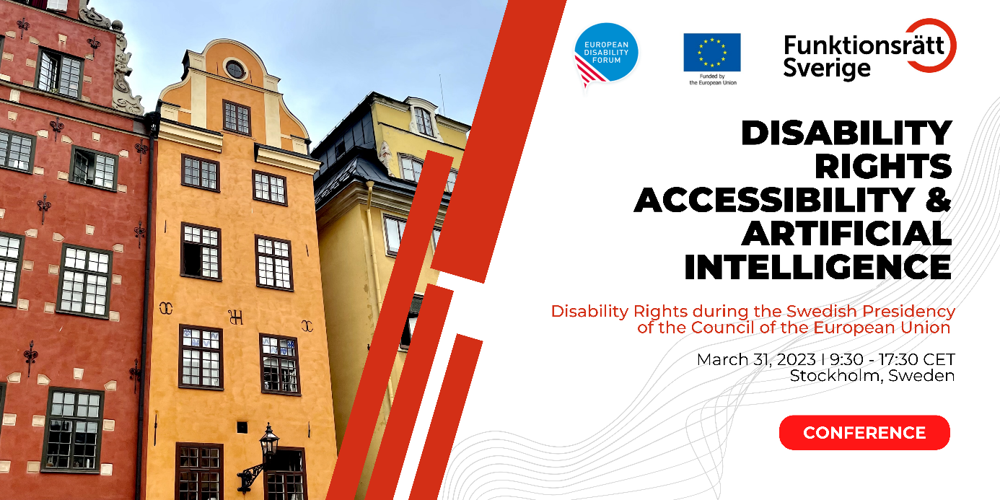 EUROPEAN
DISABILITY
FORUM
Funded by
the European Union
Funktionsrätt
Sverige
DISABILITY
RIGHTS
ACCESSIBILITY &
ARTIFICIAL
INTELLIGENCE
Disability Rights during the Swedish Presidency
of the Council of the European Union
March 31, 2023 I 9:30 - 17:30 CET
Stockholm, Sweden
CONFERENCE